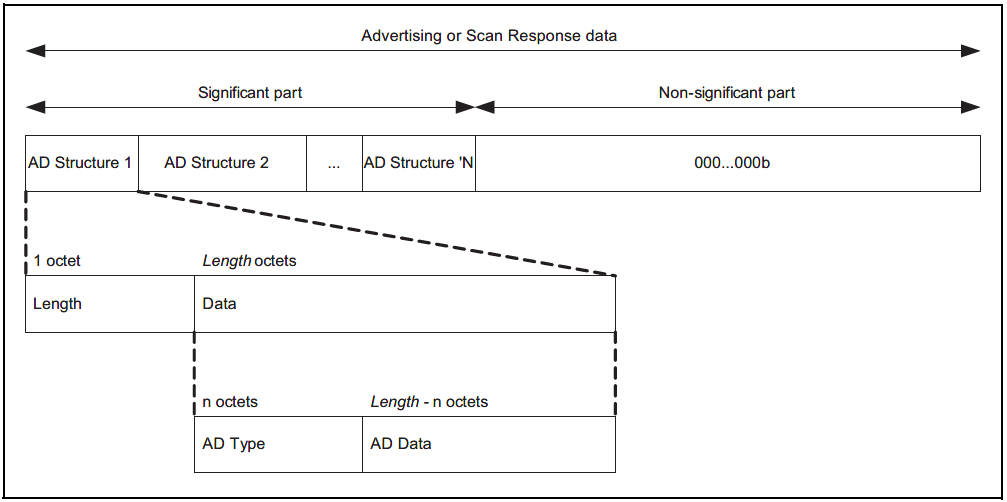 Advertising or Scan Response data
Significant part
Non-significant part
AD Structure 1
AD Structure 2
...
AD Structure 'N
000...000b
1 octet
Length octets
Length
Data
n octets
Length - n octets
AD Type
AD Data